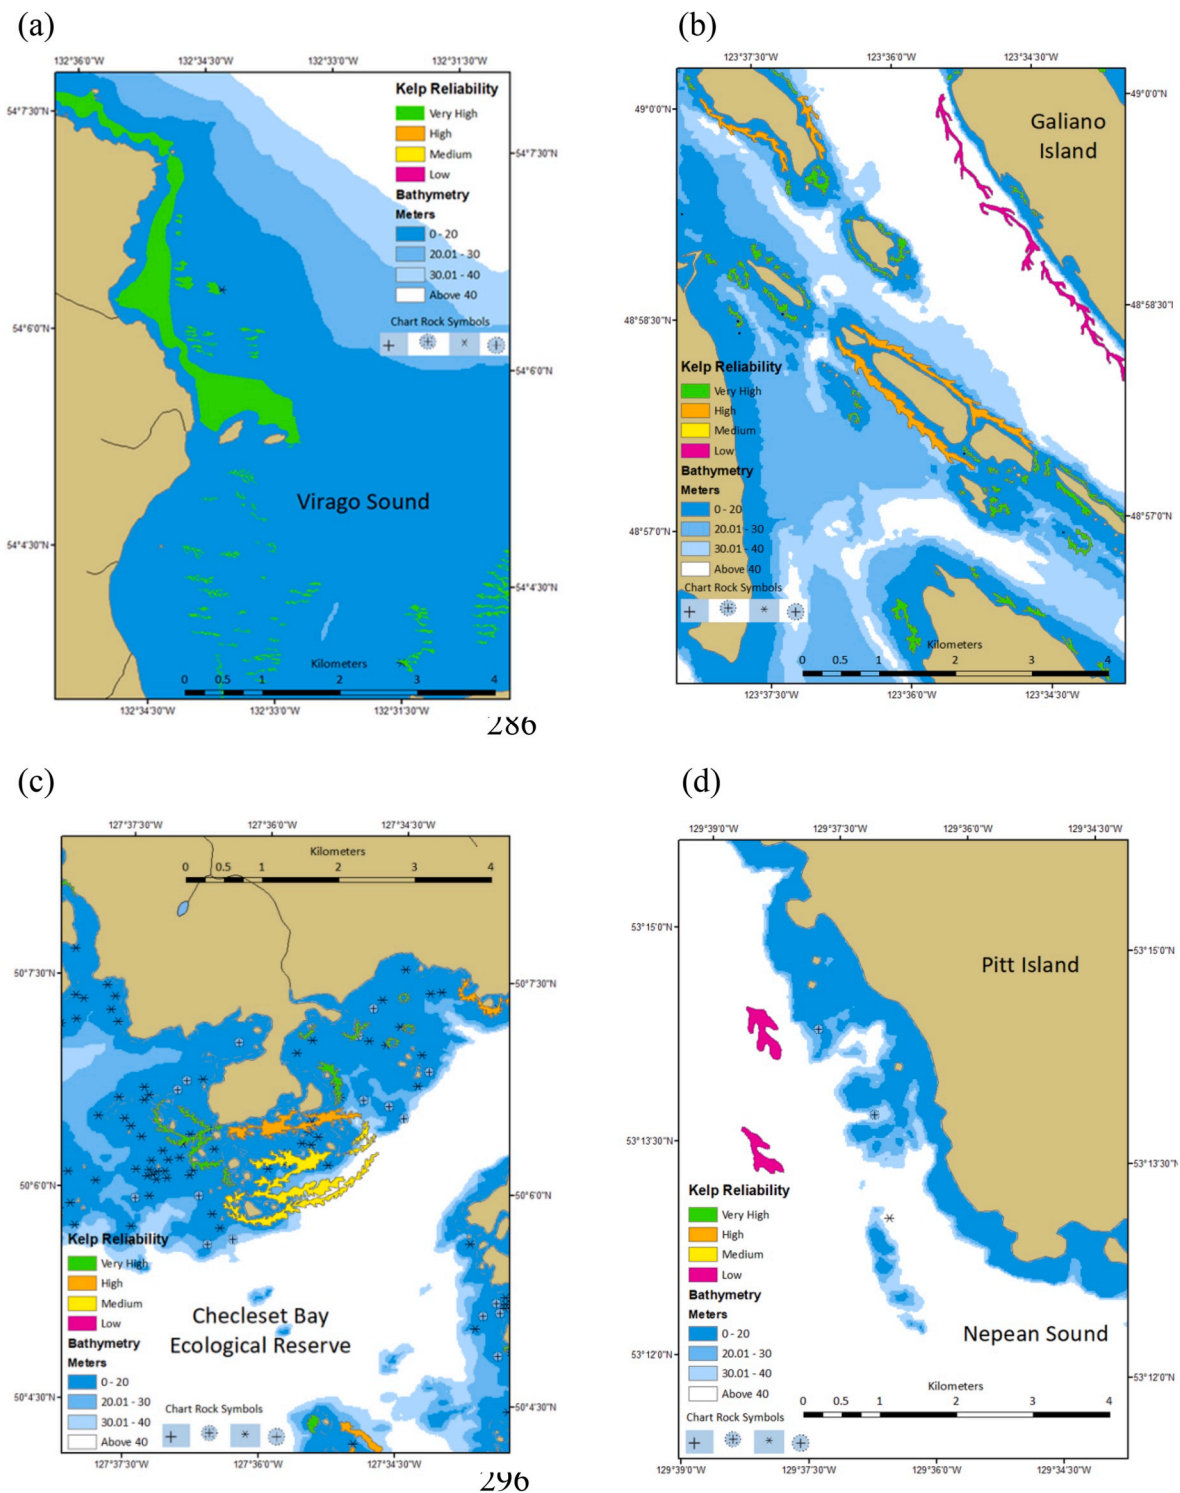 (a)
132°36'0"W 132°34'30"W 132°33'0"W 132°31'30"W
54°7'30"N
54°6'0"N
54°4'30"N
54°7'30"N
54°6'0"N
54°4'30"N
Kelp Reliability
Very High
High
Medium
Low
Bathymetry
Meters
0 - 20
20.01 - 30
30.01 - 40
Above 40
Chart Rock Symbols
Virago Sound
Kilometers
0 0.5 1 2 3 4
132°34'30"W 132°33'0"W 132°31'30"W
286
(b)
123°37'30"W 123°36'0"W 123°34'30"W
49°0'0"N
48°58'30"N
48°57'0"N
49°0'0"N
48°58'30"
48°57'0"N
Galiano
Island
Kelp Reliability
Very High
High
Medium
Low
Bathymetry
Meters
0 - 20
20.01 - 30
30.01 - 40
Above 40
Chart Rock Symbols
Kilometers
0 0.5 1 2 3 4
123°37'30"W 123°36'0"W 123°34'30"W
(c)
127°37'30"W 127°36'0"W 127°34'30"W
Kilometers
0 0.5 1 2 3 4
50°7'30"N
50°6'0"N
50°4'30"N
50°7'30"N
50°6'0"N
50°4'30"N
Kelp Reliability
Very High
High
Medium
Low
Bathymetry
Meters
0 - 20
20.01 - 30
30.01 - 40
Above 40
Chart Rock Symbols
Checleset Bay
Ecological Reserve
127°37'30"W 127°36'0"W 127°34'30"W
296
(d)
129°39'0"W 129°37'30"W 129°36'0"W 129°34'30"W
53°15'0"N
53°13'30"N
53°12'0"N
53°15'0"N
53°13'30"N
53°12'0"N
Pitt Island
Kelp Reliability
Very High
High
Medium
Low
Bathymetry
Meters
0 - 20
20.01 - 30
30.01 - 40
Above 40
Chart Rock Symbols
Nepean Sound
Kilometers
0 0.5 1 2 3 4
129°39'0"W 129°37'30"W 129°36'0"W 129°34'30"W